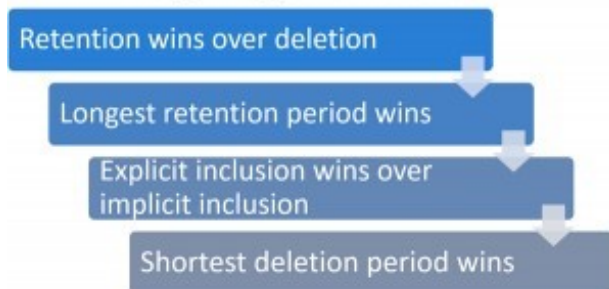 Retention wins over deletion
Longest retention period wins
Explicit inclusion wins over
implicit inclusion
Shortest deletion period wins